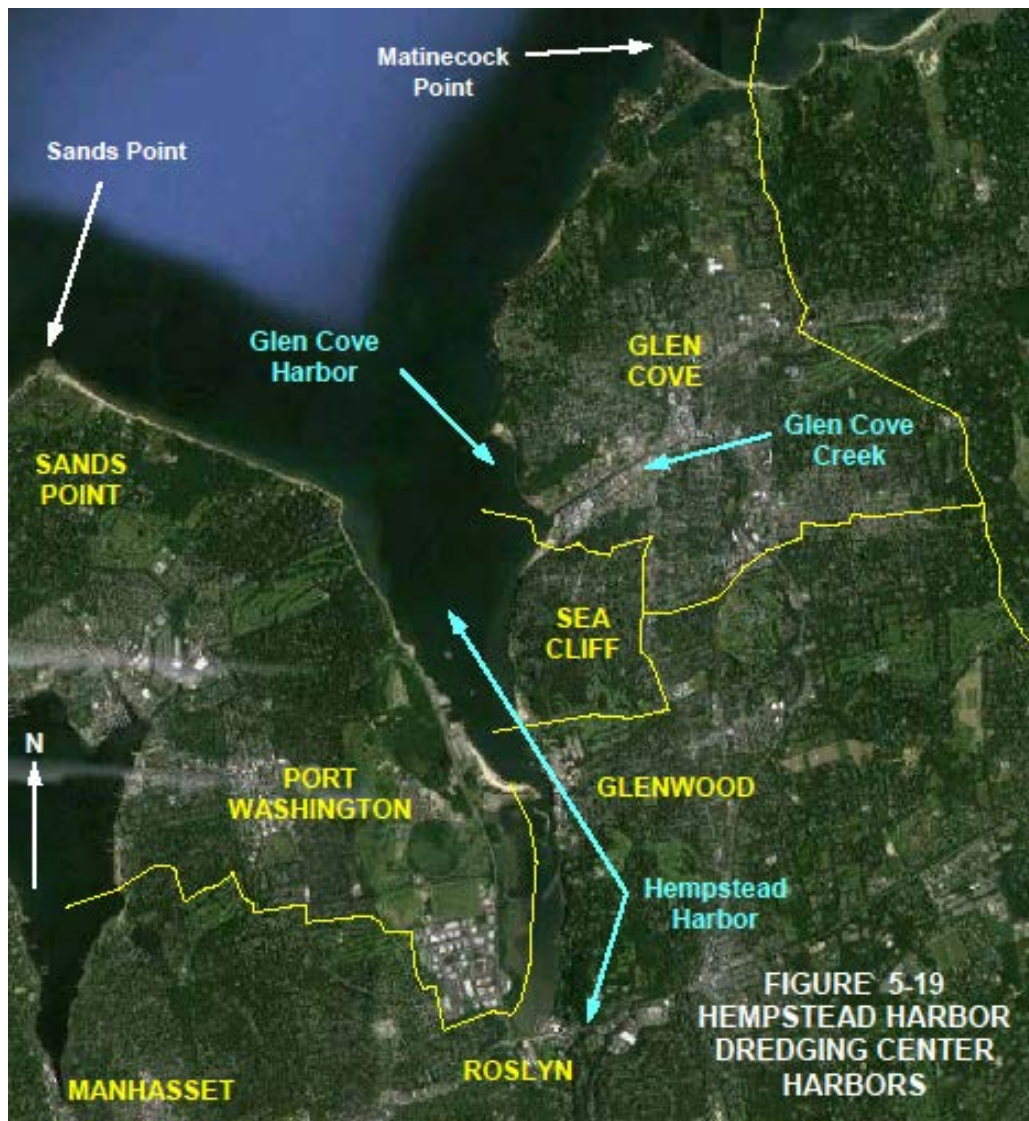 Matinecock
Point
Sands Point
Glen Cove
Harbor
GLEN
COVE
Glen Cove
Creek
SANDS
POINT
SEA
CLIFF
N
PORT
WASHINGTON
GLENWOOD
Hempstead
Harbor
FIGURE 5-19
HEMPSTEAD HARBOR
DREDGING CENTER
HARBORS
ROSLYN
MANHASSET